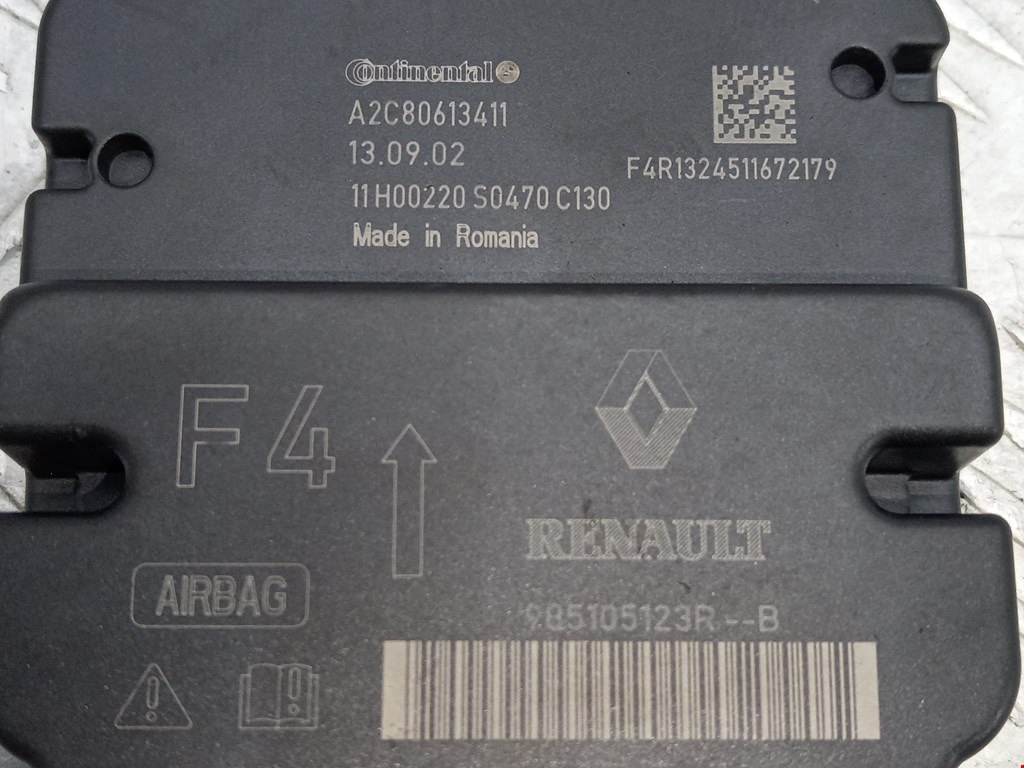 Continental
A2C80613411
13.09.02
11H00220 S0470 C130
Made in Romania
F4R1324511672179
F4
RENAULT
AIRBAG
985105123R--B